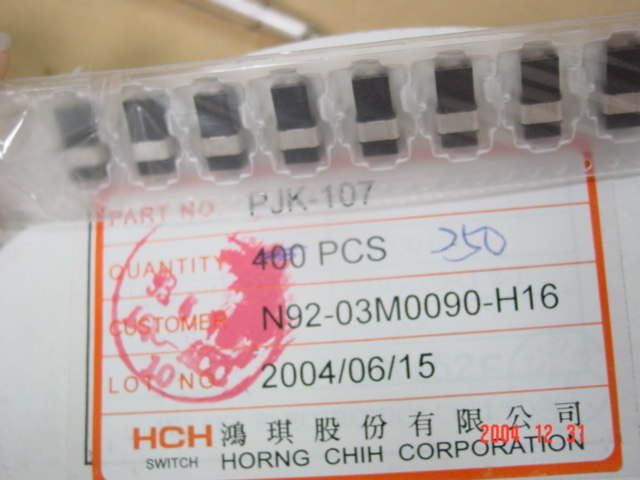 PART NO PJK-107
QUANTITY 400 PCS 250
CUSTOMER N92-03M0090-H16
LOT NO 2004/06/15
HCH 鴻琪股份有限公司
SWITCH HORNG CHIH CORPORATION
2004 12 31